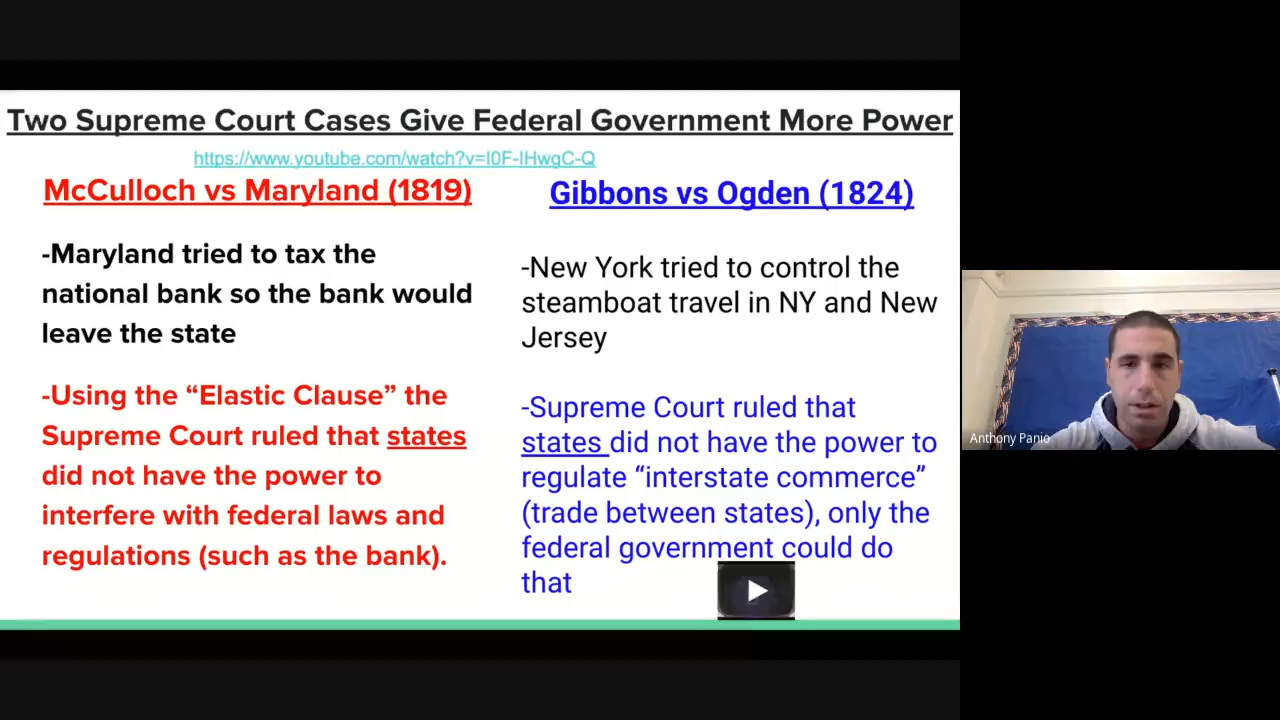 Two Supreme Court Cases Give Federal Government More Power
https://www.youtube.com/watch?v=I0F-IHwgC-Q
McCulloch vs Maryland (1819)
-Maryland tried to tax the
national bank so the bank would
leave the state
-Using the “Elastic Clause” the
Supreme Court ruled that states
did not have the power to
interfere with federal laws and
regulations (such as the bank).
Gibbons vs Ogden (1824)
-New York tried to control the
steamboat travel in NY and New
Jersey
-Supreme Court ruled that
states did not have the power to
regulate “interstate commerce”
(trade between states), only the
federal government could do
that
Anthony Panio